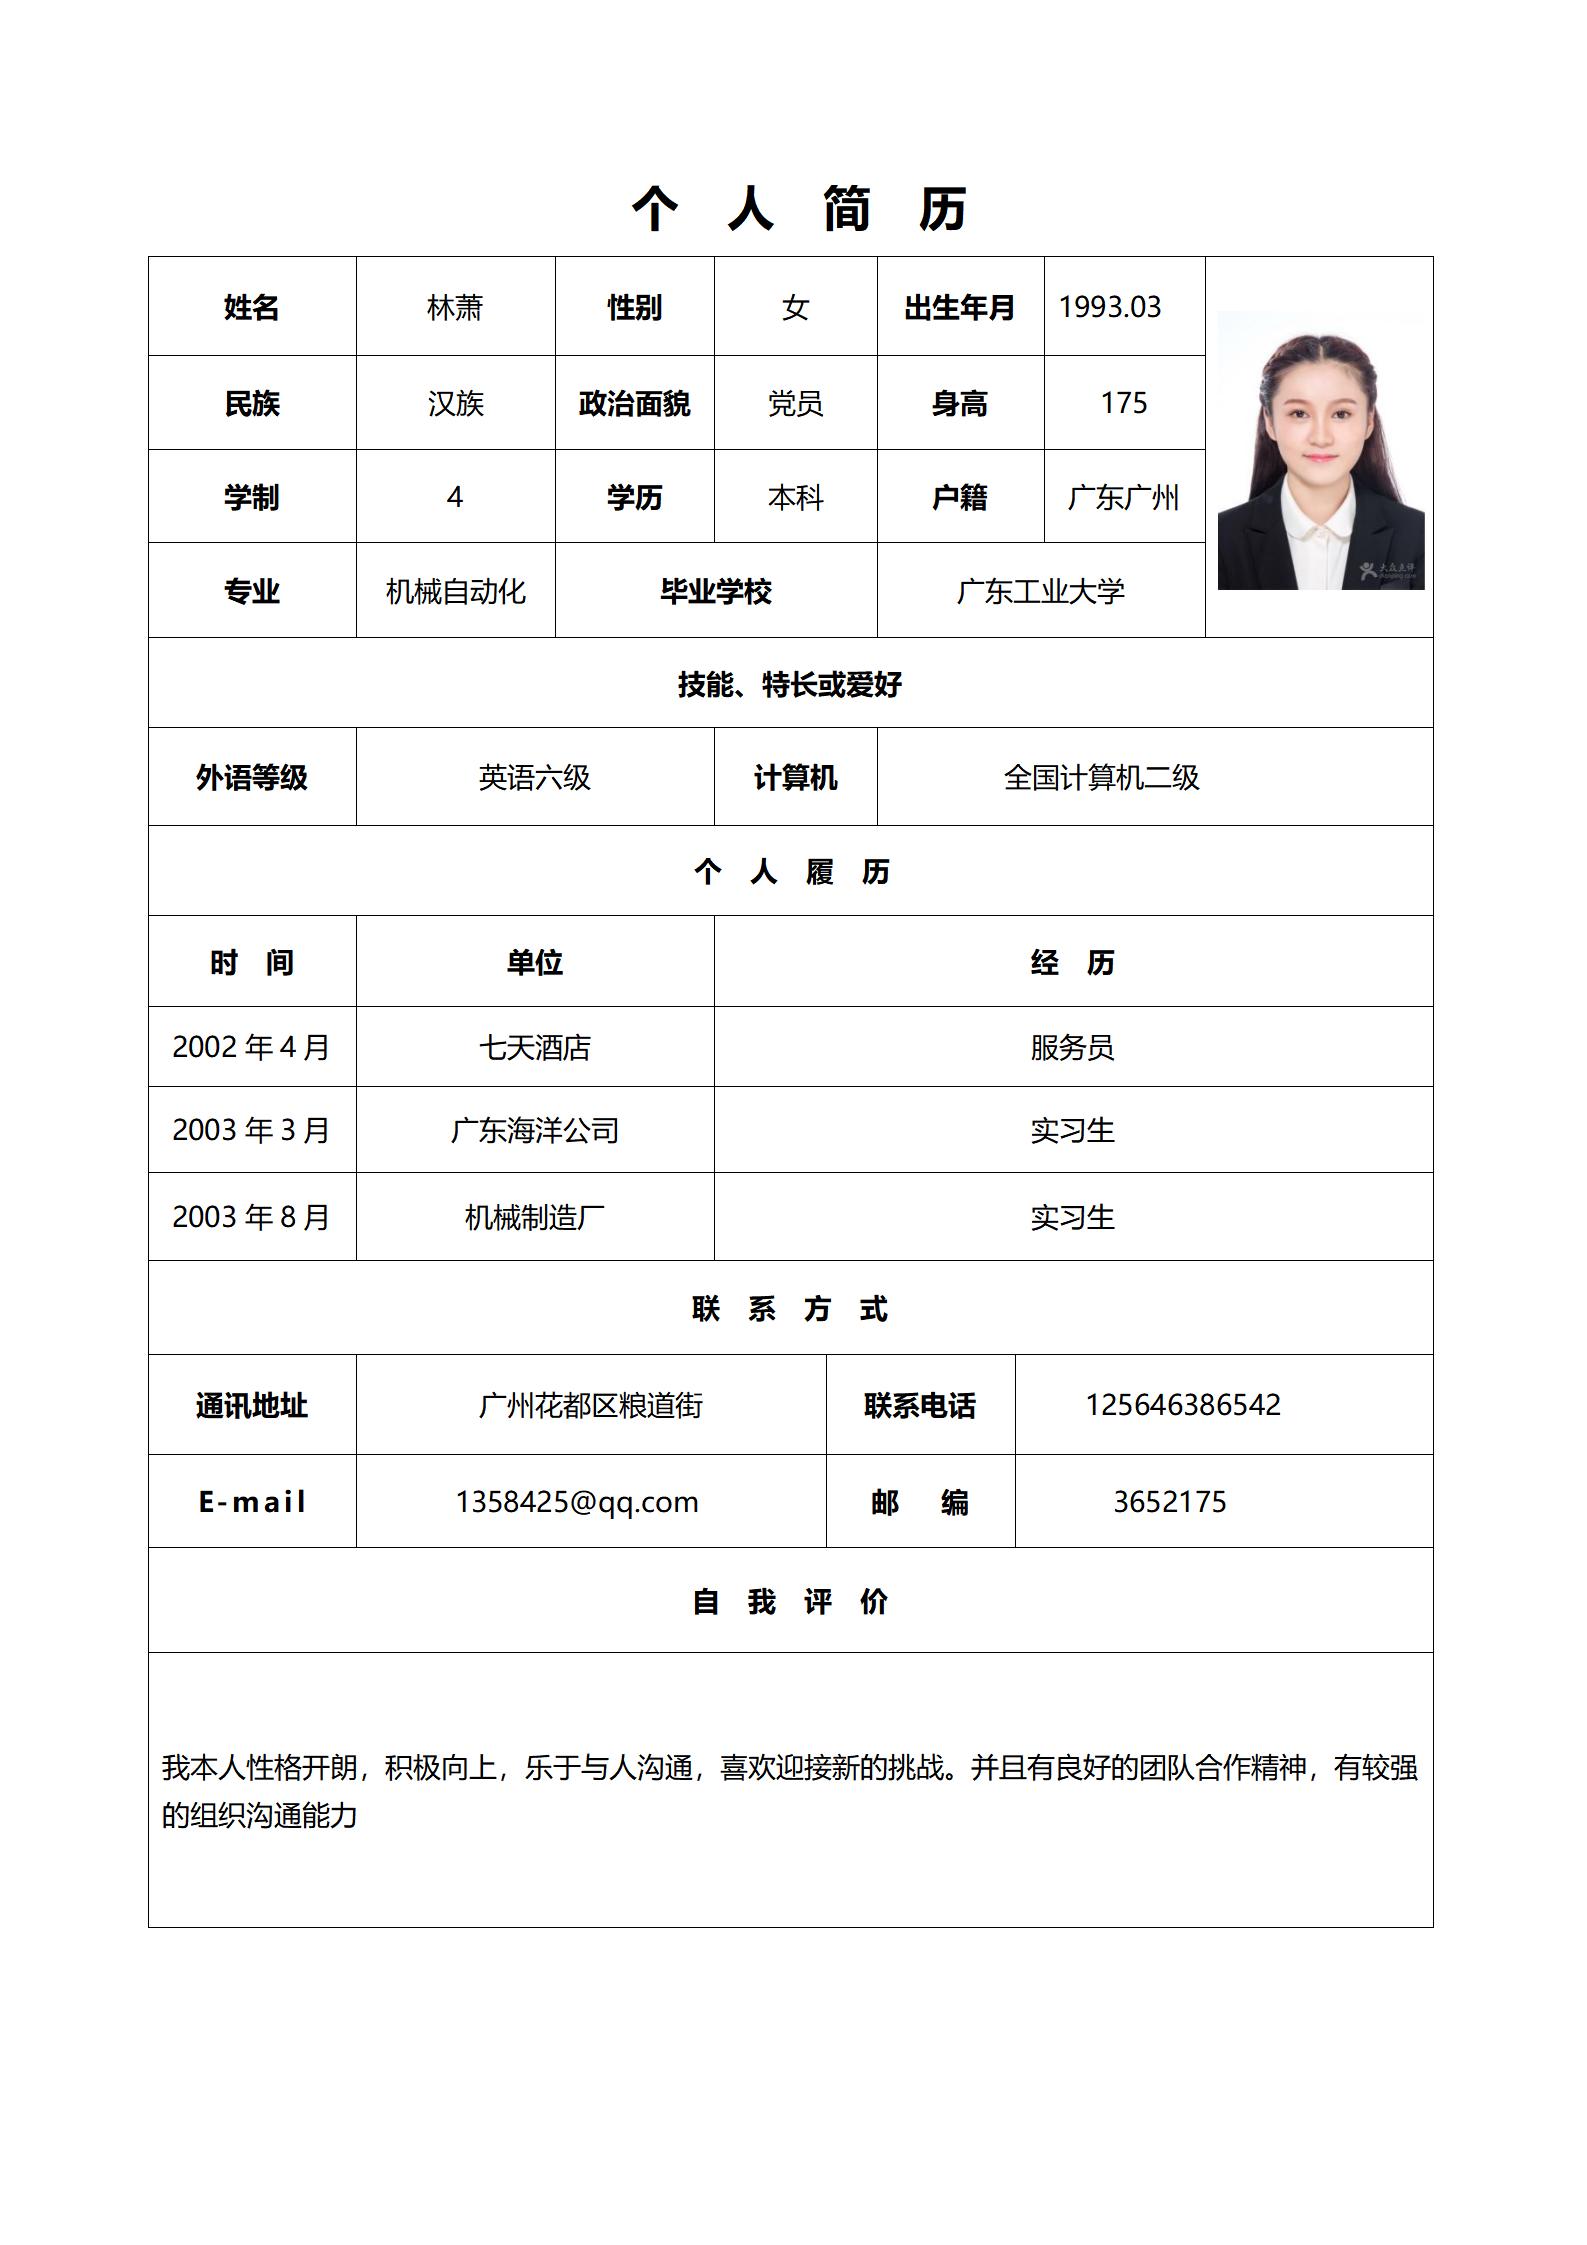 个 人 简 历
姓名 林萧 性别 女 出生年月 1993.03
民族 汉族 政治面貌 党员 身高 175
学制 4 学历 本科 户籍 广东广州
大众点评
专业 机械自动化 毕业学校 广东工业大学
技能、特长或爱好
外语等级 英语六级 计算机 全国计算机二级
个 人 履 历
时 间 单位 经 历
2002 年 4 月 七天酒店 服务员
2003 年 3 月 广东海洋公司 实习生
2003 年 8 月 机械制造厂 实习生
联 系 方 式
通讯地址 广州花都区粮道街 联系电话 125646386542
E-mail 1358425@qq.com 邮 编 3652175
自 我 评 价
我本人性格开朗，积极向上，乐于与人沟通，喜欢迎接新的挑战。并且有良好的团队合作精神，有较强
的组织沟通能力